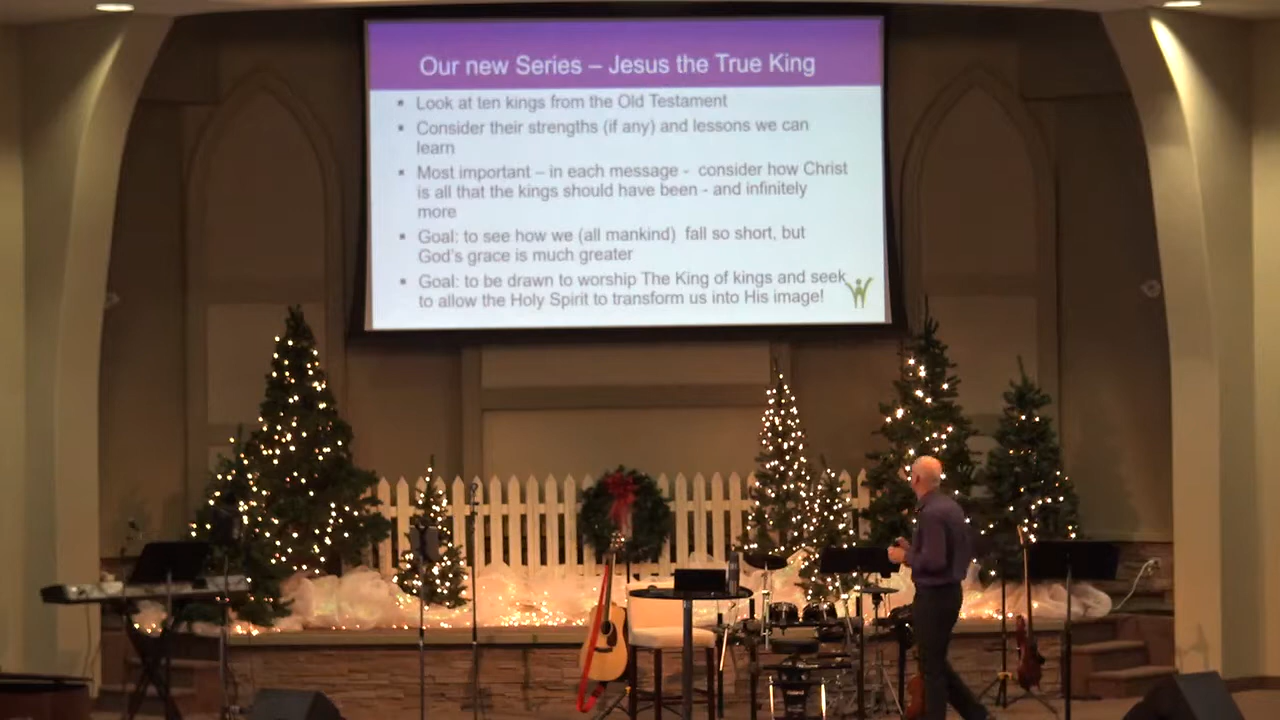 Our new Series – Jesus the True King
▪ Look at ten kings from the Old Testament
▪ Consider their strengths (if any) and lessons we can
learn
▪ Most important – in each message - consider how Christ
is all that the kings should have been - and infinitely
more
▪ Goal: to see how we (all mankind) fall so short, but
God's grace is much greater
▪ Goal: to be drawn to worship The King of kings and seek
to allow the Holy Spirit to transform us into His image!